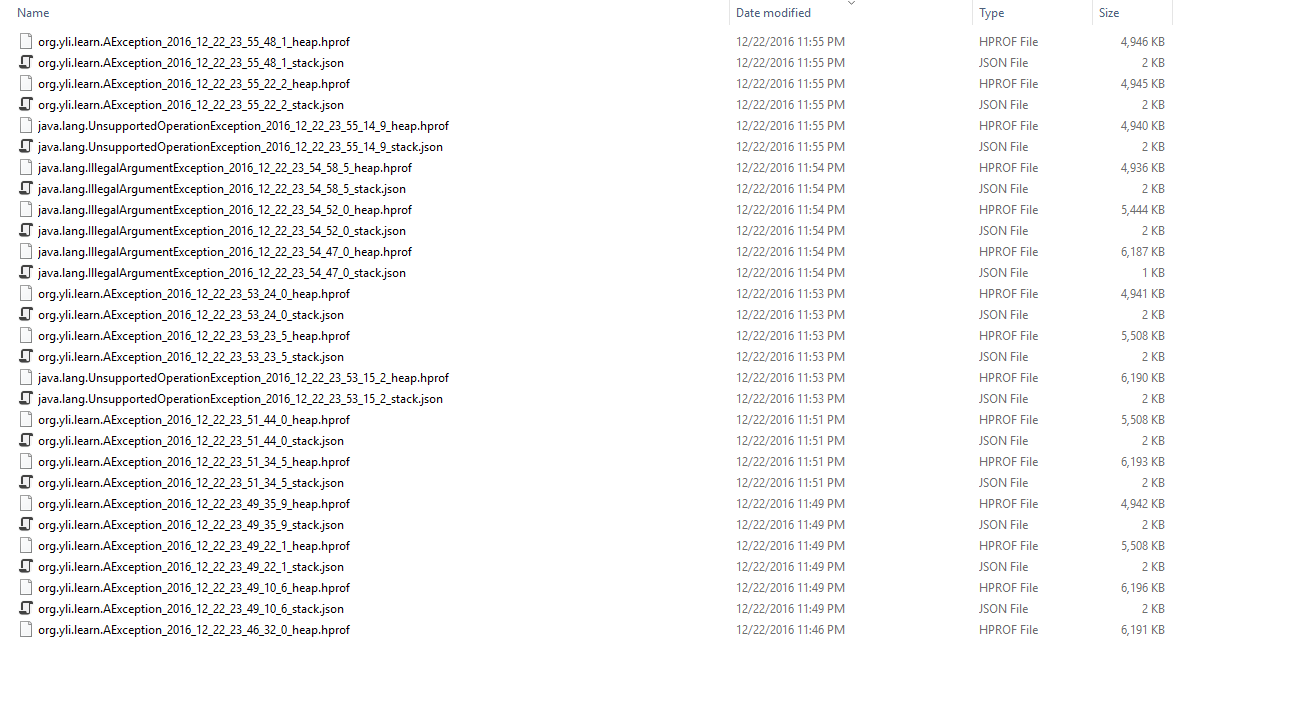 Name Date modified Type Size
org.yli.learn.AException_2016_12_22_23_55_48_1_heap.hprof 12/22/2016 11:55 PM HPROF File 4,946 KB
org.yli.learn.AException_2016_12_22_23_55_48_1_stack.json 12/22/2016 11:55 PM JSON File 2 KB
org.yli.learn.AException_2016_12_22_23_55_22_2_heap.hprof 12/22/2016 11:55 PM HPROF File 4,945 KB
org.yli.learn.AException_2016_12_22_23_55_22_2_stack.json 12/22/2016 11:55 PM JSON File 2 KB
java.lang.UnsupportedOperationException_2016_12_22_23_55_14_9_heap.hprof 12/22/2016 11:55 PM HPROF File 4,940 KB
java.lang.UnsupportedOperationException_2016_12_22_23_55_14_9_stack.json 12/22/2016 11:55 PM JSON File 2 KB
java.lang.IllegalArgumentException_2016_12_22_23_54_58_5_heap.hprof 12/22/2016 11:54 PM HPROF File 4,936 KB
java.lang.IllegalArgumentException_2016_12_22_23_54_58_5_stack.json 12/22/2016 11:54 PM JSON File 2 KB
java.lang.IllegalArgumentException_2016_12_22_23_54_52_0_heap.hprof 12/22/2016 11:54 PM HPROF File 5,444 KB
java.lang.IllegalArgumentException_2016_12_22_23_54_52_0_stack.json 12/22/2016 11:54 PM JSON File 2 KB
java.lang.IllegalArgumentException_2016_12_22_23_54_47_0_heap.hprof 12/22/2016 11:54 PM HPROF File 6,187 KB
java.lang.IllegalArgumentException_2016_12_22_23_54_47_0_stack.json 12/22/2016 11:54 PM JSON File 1 KB
org.yli.learn.AException_2016_12_22_23_53_24_0_heap.hprof 12/22/2016 11:53 PM HPROF File 4,941 KB
org.yli.learn.AException_2016_12_22_23_53_24_0_stack.json 12/22/2016 11:53 PM JSON File 2 KB
org.yli.learn.AException_2016_12_22_23_53_23_5_heap.hprof 12/22/2016 11:53 PM HPROF File 5,508 KB
org.yli.learn.AException_2016_12_22_23_53_23_5_stack.json 12/22/2016 11:53 PM JSON File 2 KB
java.lang.UnsupportedOperationException_2016_12_22_23_53_15_2_heap.hprof 12/22/2016 11:53 PM HPROF File 6,190 KB
java.lang.UnsupportedOperationException_2016_12_22_23_53_15_2_stack.json 12/22/2016 11:53 PM JSON File 2 KB
org.yli.learn.AException_2016_12_22_23_51_44_0_heap.hprof 12/22/2016 11:51 PM HPROF File 5,508 KB
org.yli.learn.AException_2016_12_22_23_51_44_0_stack.json 12/22/2016 11:51 PM JSON File 2 KB
org.yli.learn.AException_2016_12_22_23_51_34_5_heap.hprof 12/22/2016 11:51 PM HPROF File 6,193 KB
org.yli.learn.AException_2016_12_22_23_51_34_5_stack.json 12/22/2016 11:51 PM JSON File 2 KB
org.yli.learn.AException_2016_12_22_23_49_35_9_heap.hprof 12/22/2016 11:49 PM HPROF File 4,942 KB
org.yli.learn.AException_2016_12_22_23_49_35_9_stack.json 12/22/2016 11:49 PM JSON File 2 KB
org.yli.learn.AException_2016_12_22_23_49_22_1_heap.hprof 12/22/2016 11:49 PM HPROF File 5,508 KB
org.yli.learn.AException_2016_12_22_23_49_22_1_stack.json 12/22/2016 11:49 PM JSON File 2 KB
org.yli.learn.AException_2016_12_22_23_49_10_6_heap.hprof 12/22/2016 11:49 PM HPROF File 6,196 KB
org.yli.learn.AException_2016_12_22_23_49_10_6_stack.json 12/22/2016 11:49 PM JSON File 2 KB
org.yli.learn.AException_2016_12_22_23_46_32_0_heap.hprof 12/22/2016 11:46 PM HPROF File 6,191 KB